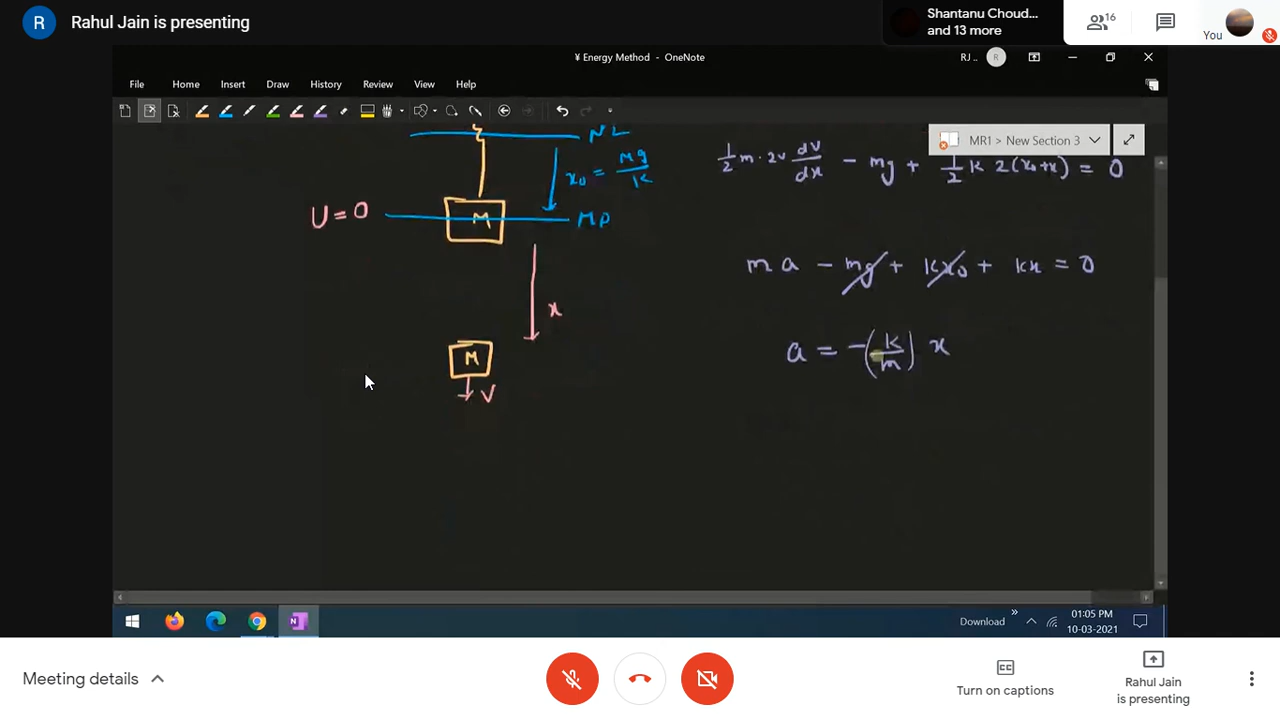 R Rahul Jain is presenting
Shantanu Choud...
and 13 more
16
You
¥ Energy Method - OneNote
RJ ..
R
File Home Insert Draw History Review View Help
MR1 > New Section 3
NL
x₀ = Mg/K
U = 0
M
MP
x
M
V
½ m · 2v dv/dx − mg + ½ k 2(x₀+x) = 0
ma − mg + kx₀ + kx = 0
a = −(k/m) x
Download
01:05 PM
10-03-2021
Meeting details
Turn on captions
Rahul Jain
is presenting